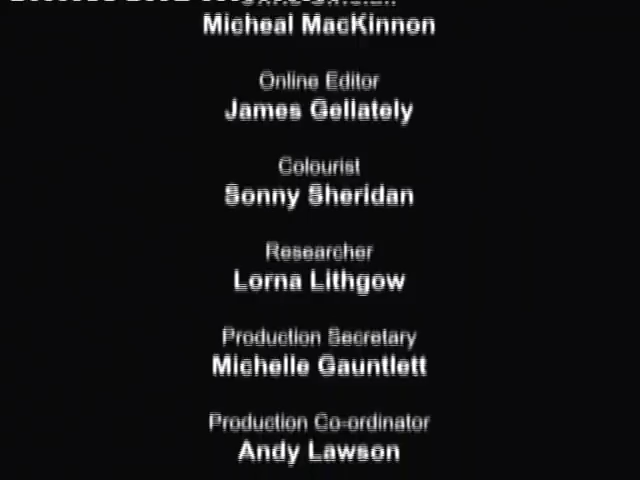 Micheal MacKinnon
Online Editor
James Gellately
Colourist
Sonny Sheridan
Researcher
Lorna Lithgow
Production Secretary
Michelle Gauntlett
Production Co-ordinator
Andy Lawson